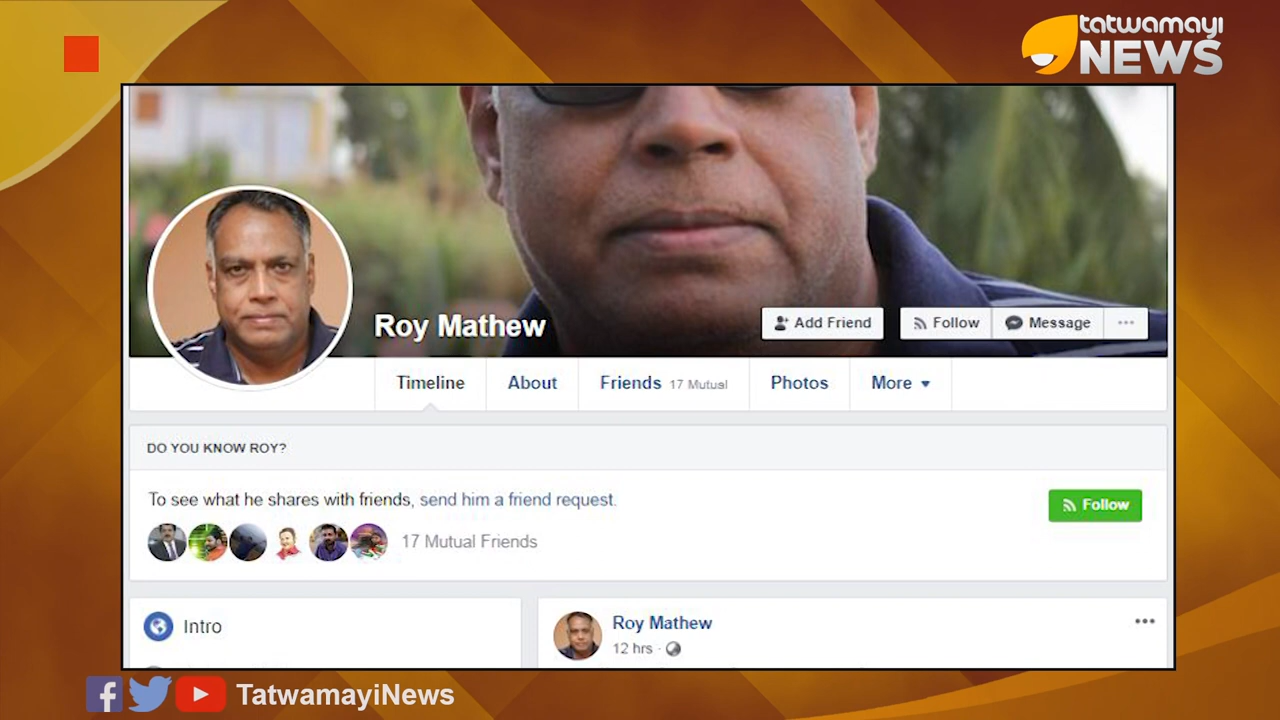 tatwamayi
NEWS
Roy Mathew
Add Friend
Follow
Message
Timeline
About
Friends 17 Mutual
Photos
More
DO YOU KNOW ROY?
To see what he shares with friends, send him a friend request.
Follow
17 Mutual Friends
Intro
Roy Mathew
12 hrs ·
TatwamayiNews